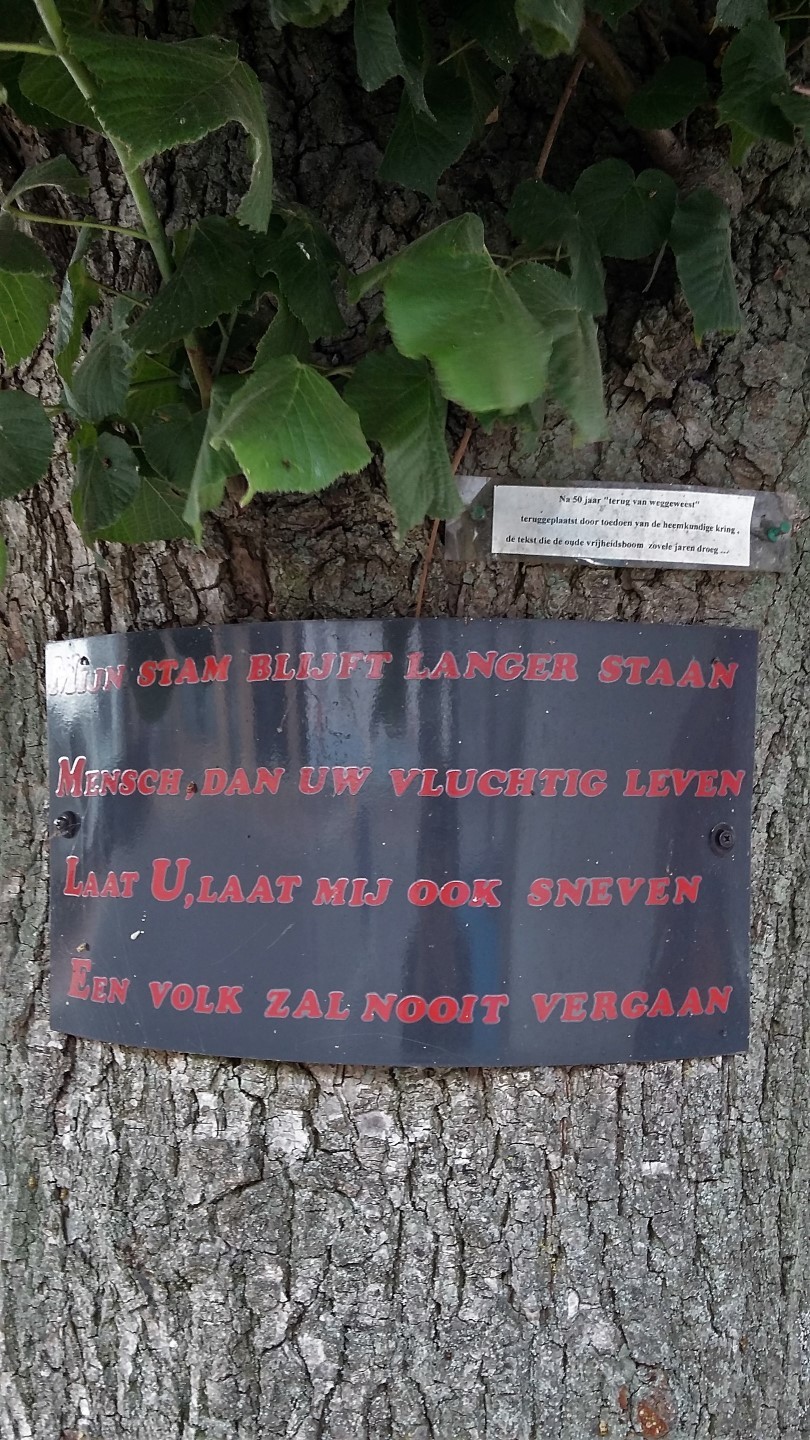 Na 50 jaar "terug van weggeweest"
teruggeplaatst door toedoen van de heemkundige kring ,
de tekst die de oude vrijheidsboom zovele jaren droeg ...
MIJN STAM BLIJFT LANGER STAAN
MENSCH, DAN UW VLUCHTIG LEVEN
LAAT U, LAAT MIJ OOK SNEVEN
EEN VOLK ZAL NOOIT VERGAAN